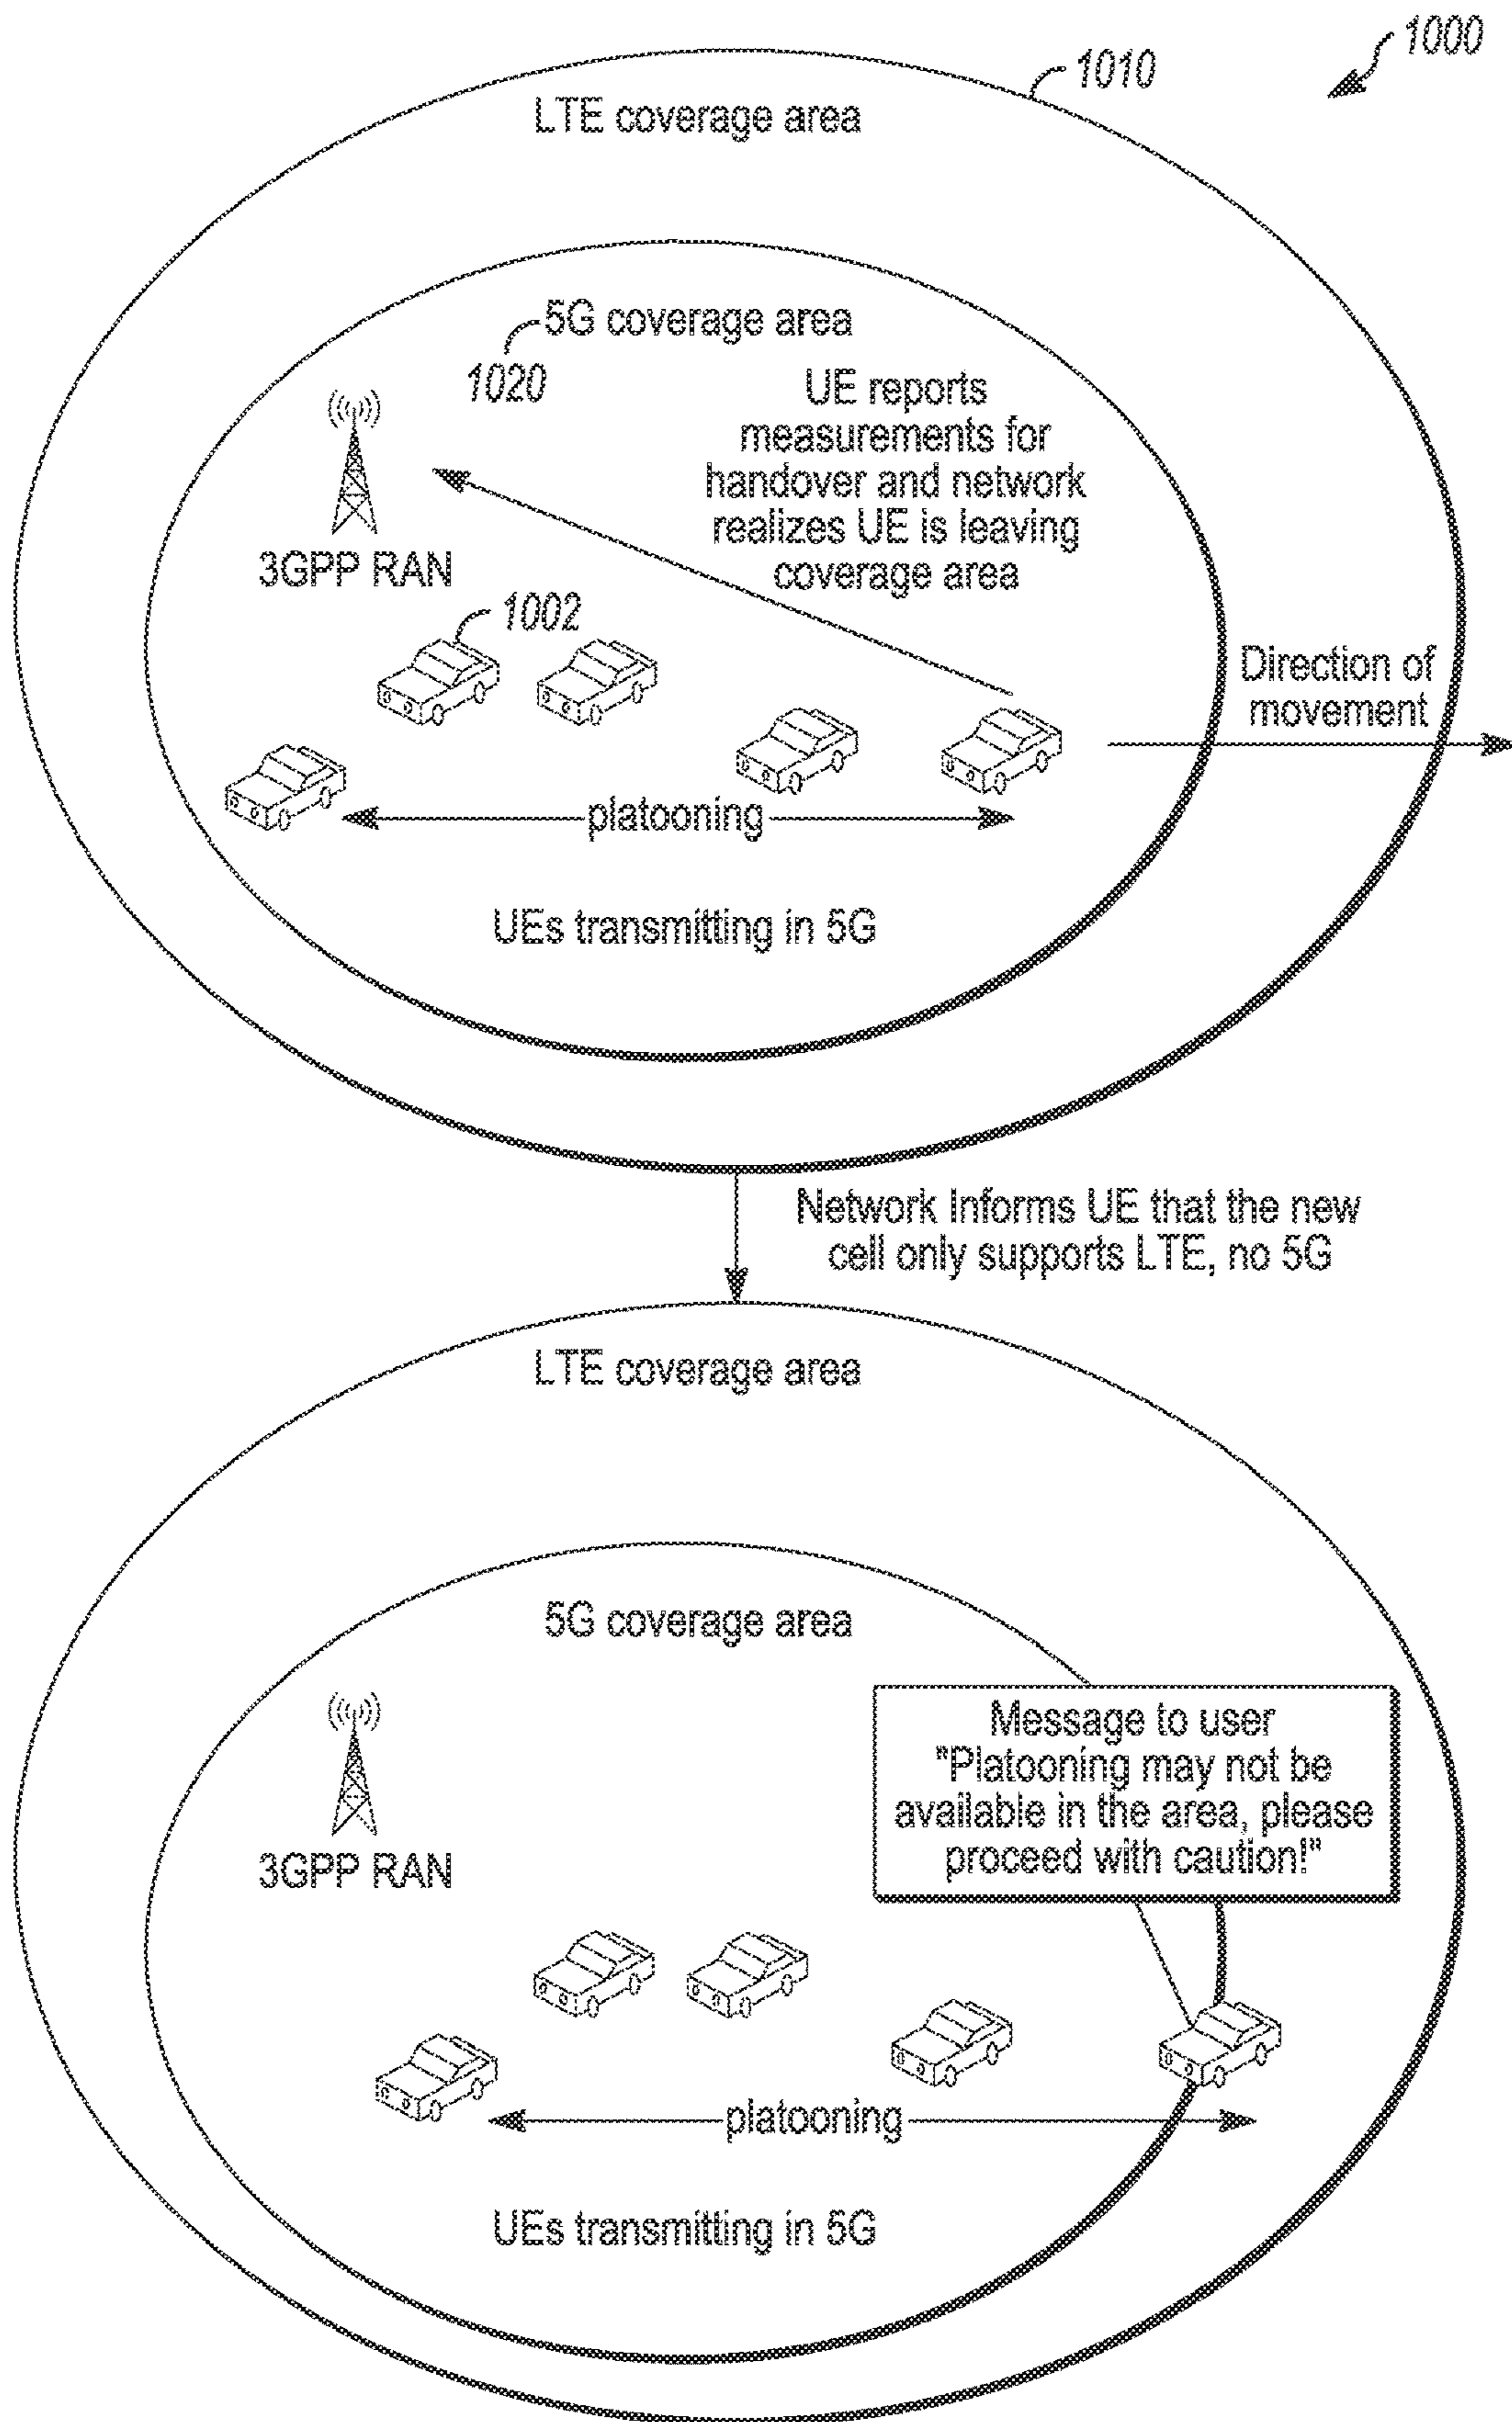 1000
1010
LTE coverage area
5G coverage area
1020
UE reports
measurements for
handover and network
realizes UE is leaving
coverage area
3GPP RAN
1002
Direction of
movement
platooning
UEs transmitting in 5G
Network Informs UE that the new
cell only supports LTE, no 5G
LTE coverage area
5G coverage area
Message to user
"Platooning may not be
available in the area, please
proceed with caution!"
3GPP RAN
platooning
UEs transmitting in 5G